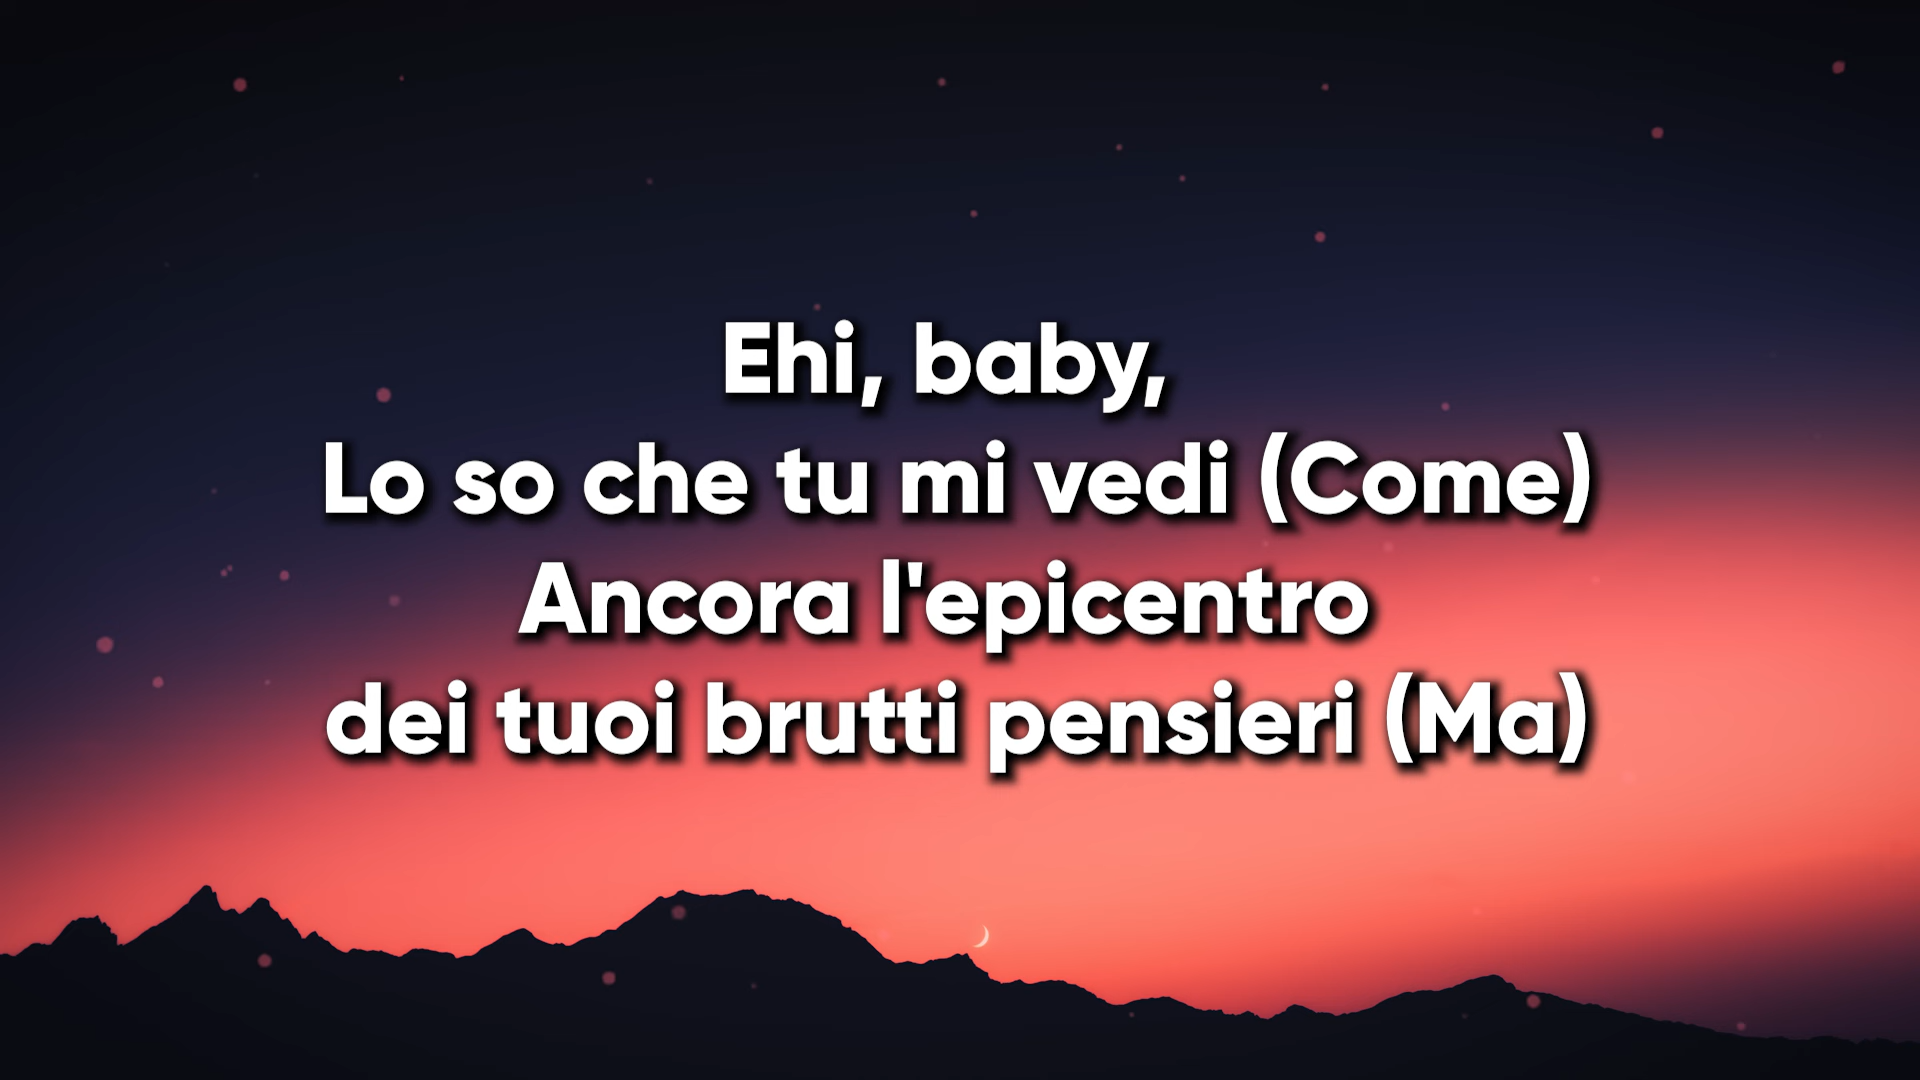 Ehi, baby,
Lo so che tu mi vedi (Come)
Ancora l'epicentro
dei tuoi brutti pensieri (Ma)